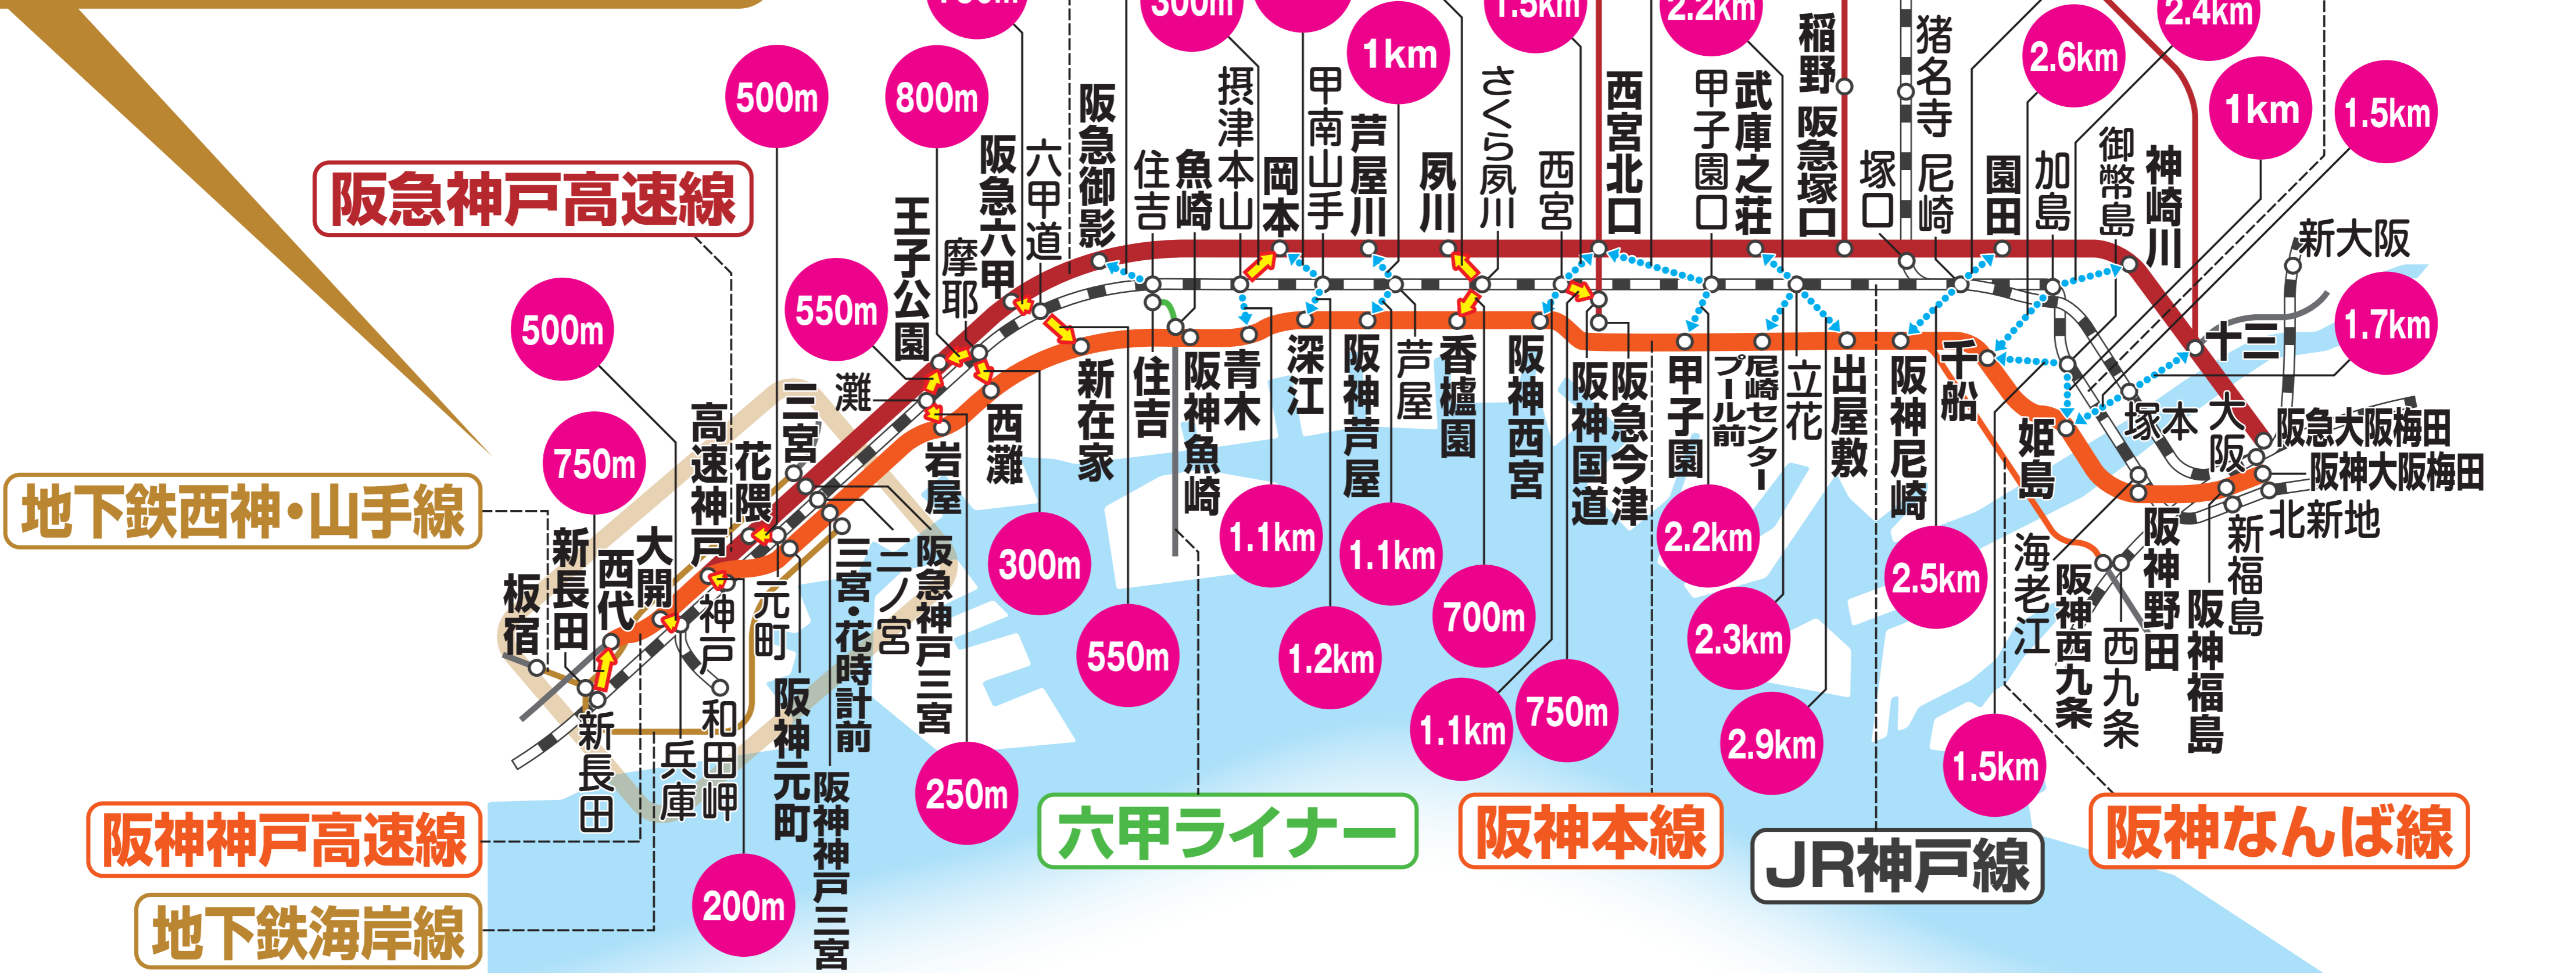 300m
1.5km
2.2km
2.4km
1km
2.6km
1km
1.5km
500m
800m
550m
500m
750m
1.7km
阪急神戸高速線
地下鉄西神・山手線
阪神神戸高速線
地下鉄海岸線
板宿
新長田
西代
大開
高速神戸
花隈
三宮
王子公園
摩耶
阪急六甲
六甲道
阪急御影
住吉
魚崎
摂津本山
岡本
甲南山手
芦屋川
夙川
さくら夙川
西宮
西宮北口
甲子園口
武庫之荘
稲野
阪急塚口
塚口
猪名寺
尼崎
園田
加島
御幣島
神崎川
新大阪
十三
灘
岩屋
西灘
新在家
住吉
阪神魚崎
青木
深江
阪神芦屋
芦屋
香櫨園
阪神西宮
阪神国道
阪急今津
甲子園
尼崎センター
プール前
立花
出屋敷
阪神尼崎
千船
姫島
塚本
大阪
阪急大阪梅田
阪神大阪梅田
北新地
新福島
阪神福島
阪神野田
海老江
阪神西九条
西九条
新長田
兵庫
和田岬
神戸
元町
阪神元町
三宮・花時計前
三ノ宮
阪急神戸三宮
阪神神戸三宮
200m
250m
300m
550m
1.1km
1.2km
1.1km
700m
1.1km
750m
2.2km
2.3km
2.9km
2.5km
1.5km
六甲ライナー
阪神本線
JR神戸線
阪神なんば線